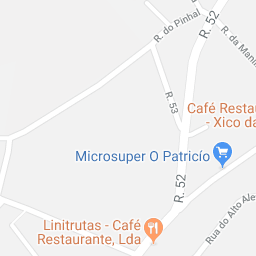 R. do Pinhal
R. 52
R. da Mani
R. 53
Café Restau
- Xico da
Microsuper O Patricío
R. 52
Linitrutas - Café
Restaurante, Lda
Rua do Alto Ale